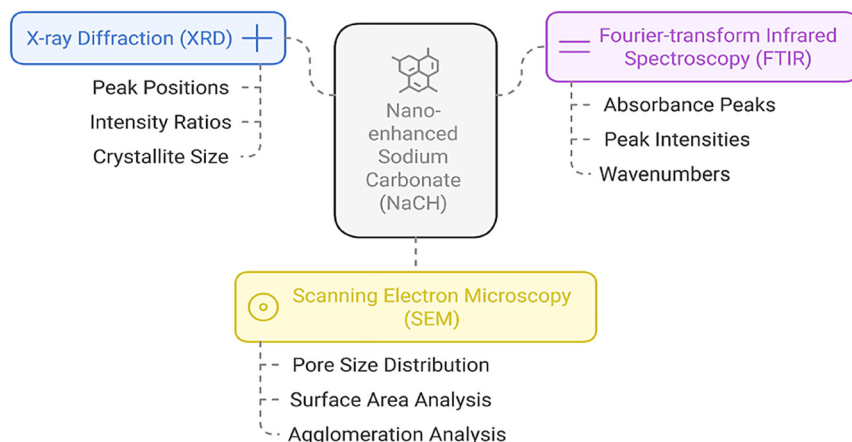 X-ray Diffraction (XRD)
Peak Positions
Intensity Ratios
Crystallite Size
Nano-
enhanced
Sodium
Carbonate
(NaCH)
Fourier-transform Infrared
Spectroscopy (FTIR)
Absorbance Peaks
Peak Intensities
Wavenumbers
Scanning Electron Microscopy
(SEM)
Pore Size Distribution
Surface Area Analysis
Agglomeration Analysis